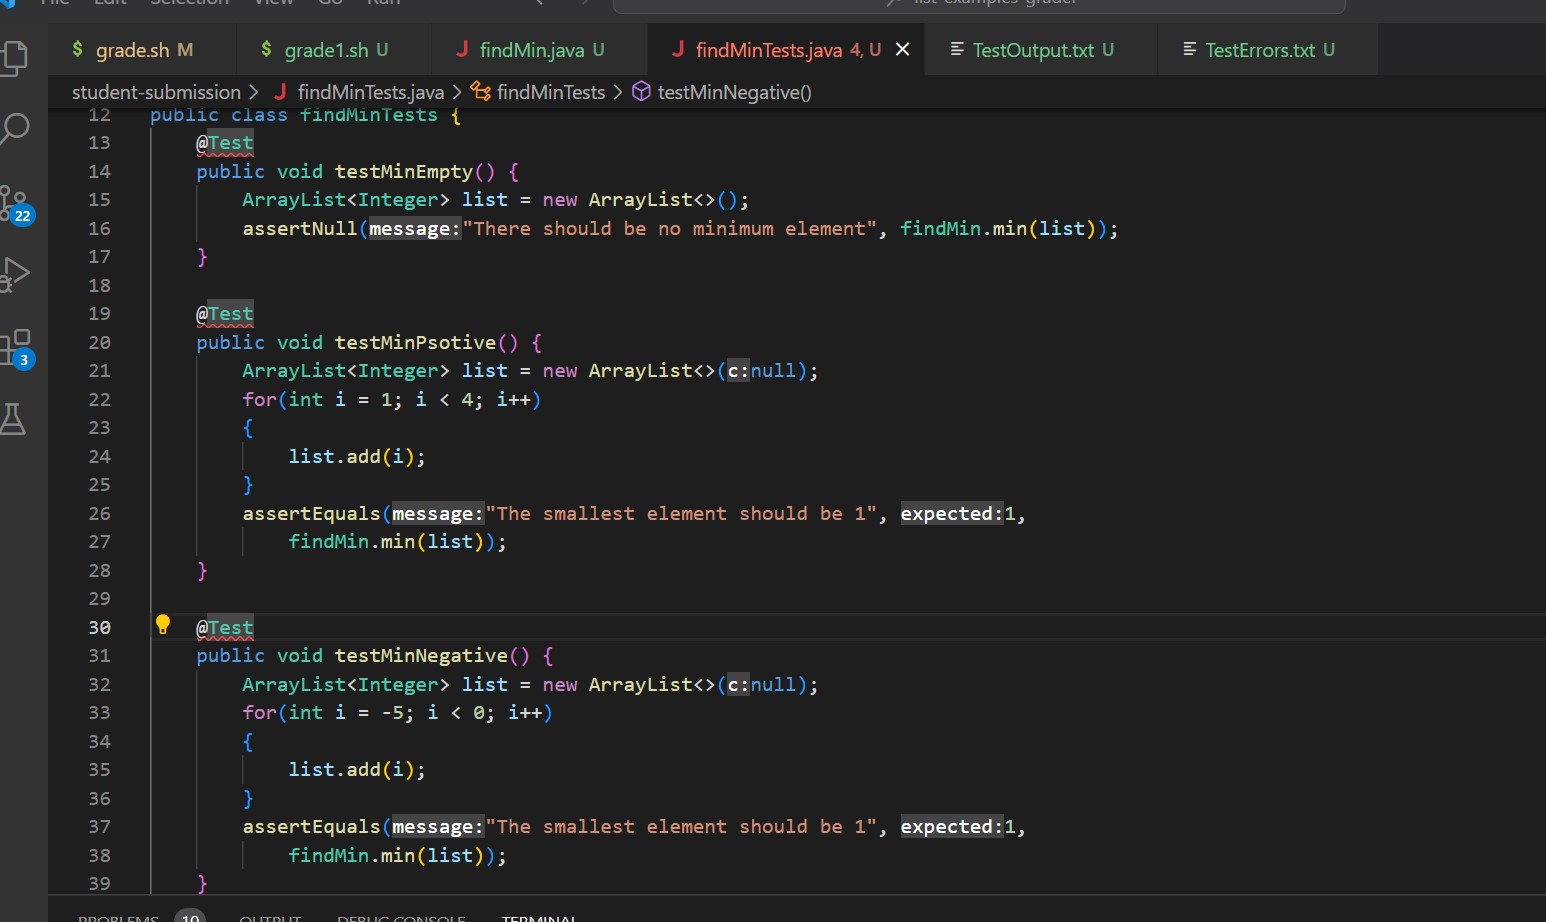 File Edit Selection View Go Run list-examples-grader
$ grade.sh M $ grade1.sh U J findMin.java U J findMinTests.java 4, U TestOutput.txt U TestErrors.txt U
student-submission > J findMinTests.java > findMinTests > testMinNegative()
12 public class findMinTests {
13 @Test
14 public void testMinEmpty() {
15 ArrayList<Integer> list = new ArrayList<>();
16 assertNull(message:"There should be no minimum element", findMin.min(list));
17 }
18
19 @Test
20 public void testMinPsotive() {
21 ArrayList<Integer> list = new ArrayList<>(c:null);
22 for(int i = 1; i < 4; i++)
23 {
24 list.add(i);
25 }
26 assertEquals(message:"The smallest element should be 1", expected:1,
27 findMin.min(list));
28 }
29
30 @Test
31 public void testMinNegative() {
32 ArrayList<Integer> list = new ArrayList<>(c:null);
33 for(int i = -5; i < 0; i++)
34 {
35 list.add(i);
36 }
37 assertEquals(message:"The smallest element should be 1", expected:1,
38 findMin.min(list));
39 }
22
3
PROBLEMS 10 OUTPUT DEBUG CONSOLE TERMINAL